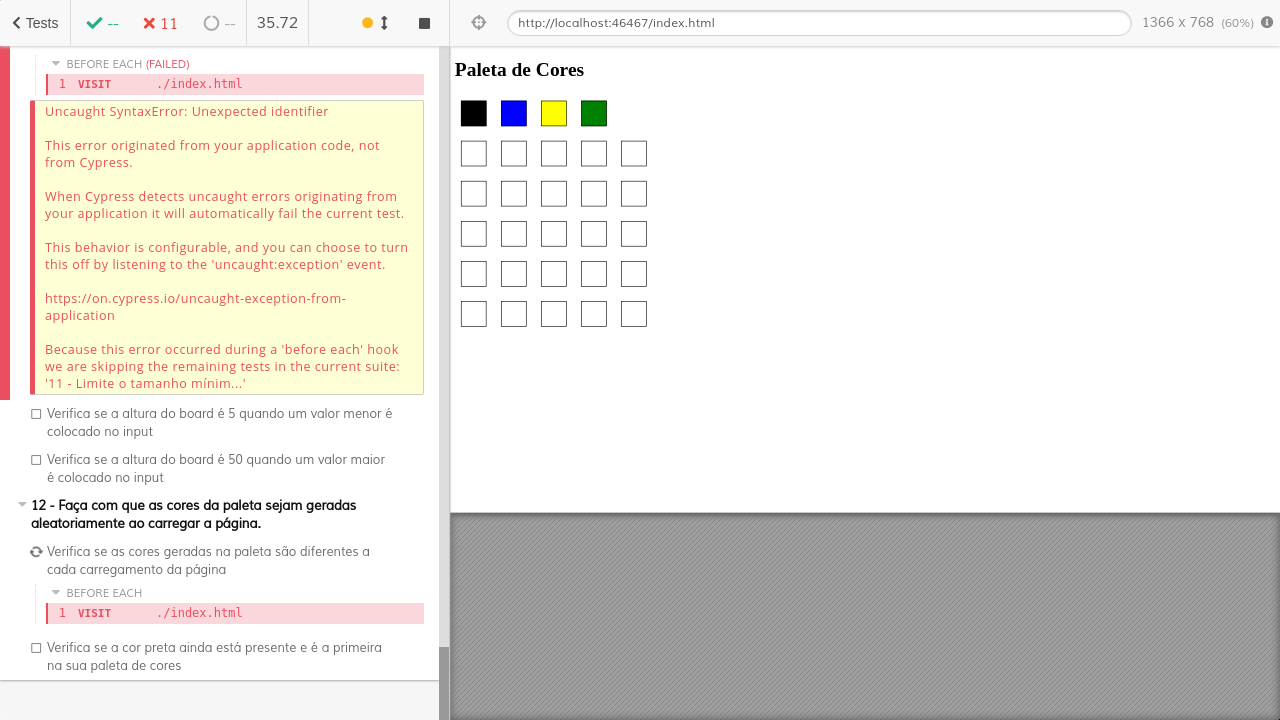 Tests
--
11
--
35.72
http://localhost:46467/index.html
1366 x 768 (60%)
BEFORE EACH (FAILED)
1 VISIT ./index.html
Uncaught SyntaxError: Unexpected identifier
This error originated from your application code, not
from Cypress.
When Cypress detects uncaught errors originating from
your application it will automatically fail the current test.
This behavior is configurable, and you can choose to turn
this off by listening to the 'uncaught:exception' event.
https://on.cypress.io/uncaught-exception-from-
application
Because this error occurred during a 'before each' hook
we are skipping the remaining tests in the current suite:
'11 - Limite o tamanho mínim...'
Verifica se a altura do board é 5 quando um valor menor é
colocado no input
Verifica se a altura do board é 50 quando um valor maior
é colocado no input
12 - Faça com que as cores da paleta sejam geradas
aleatoriamente ao carregar a página.
Verifica se as cores geradas na paleta são diferentes a
cada carregamento da página
BEFORE EACH
1 VISIT ./index.html
Verifica se a cor preta ainda está presente e é a primeira
na sua paleta de cores
Paleta de Cores